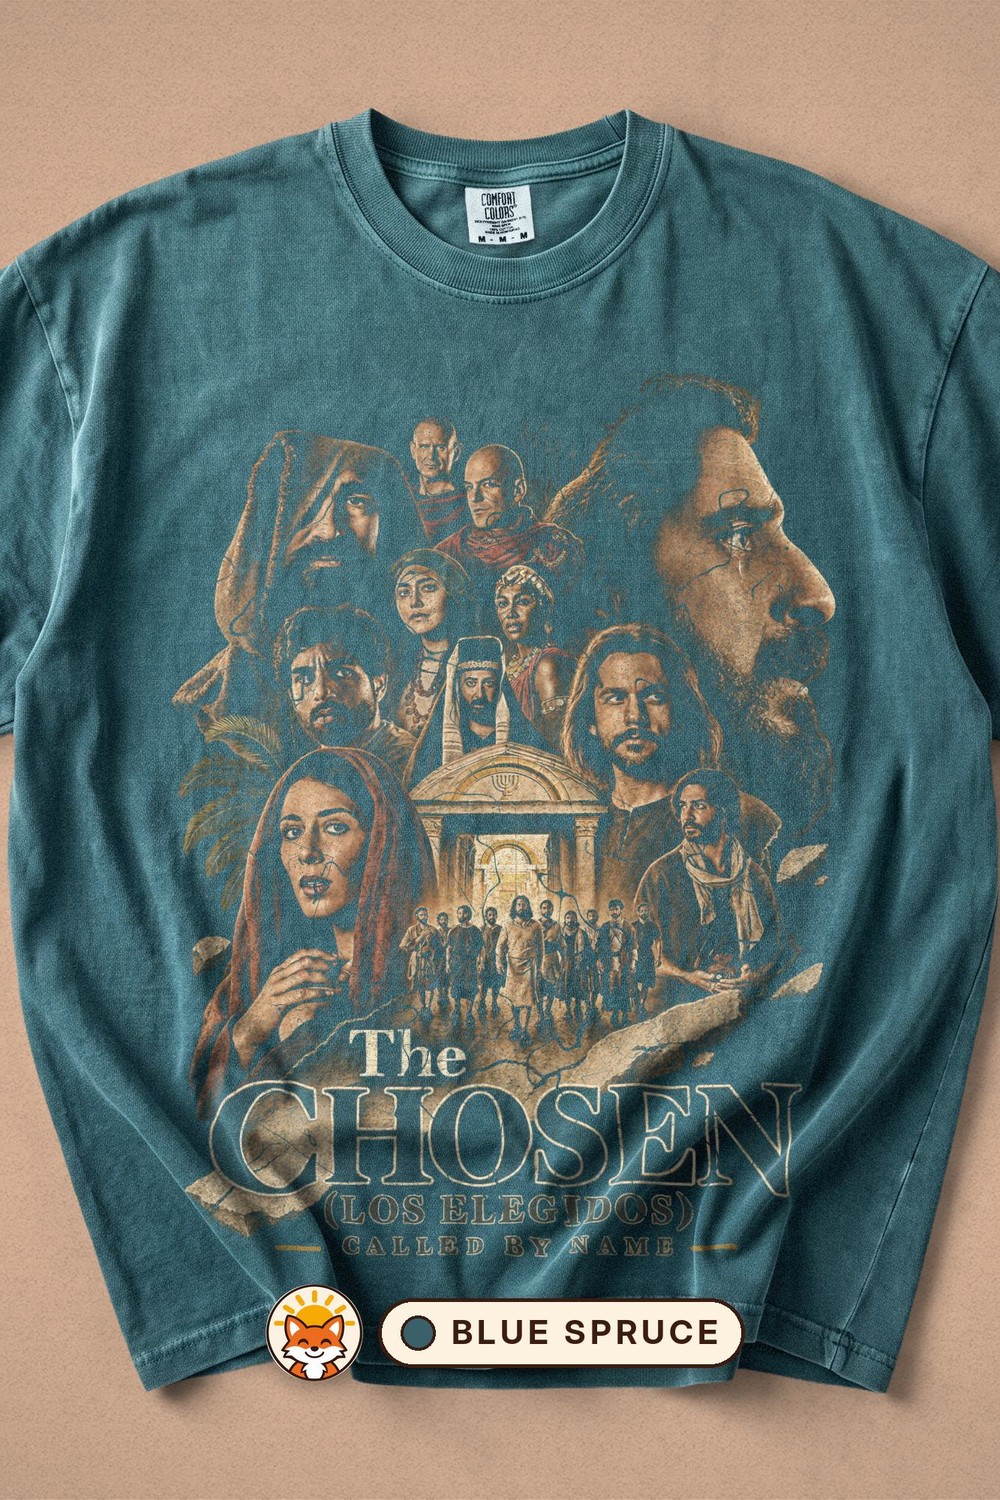 COMFORT
COLORS
M - M - M
The
CHOSEN
(LOS ELEGIDOS)
CALLED BY NAME
BLUE SPRUCE